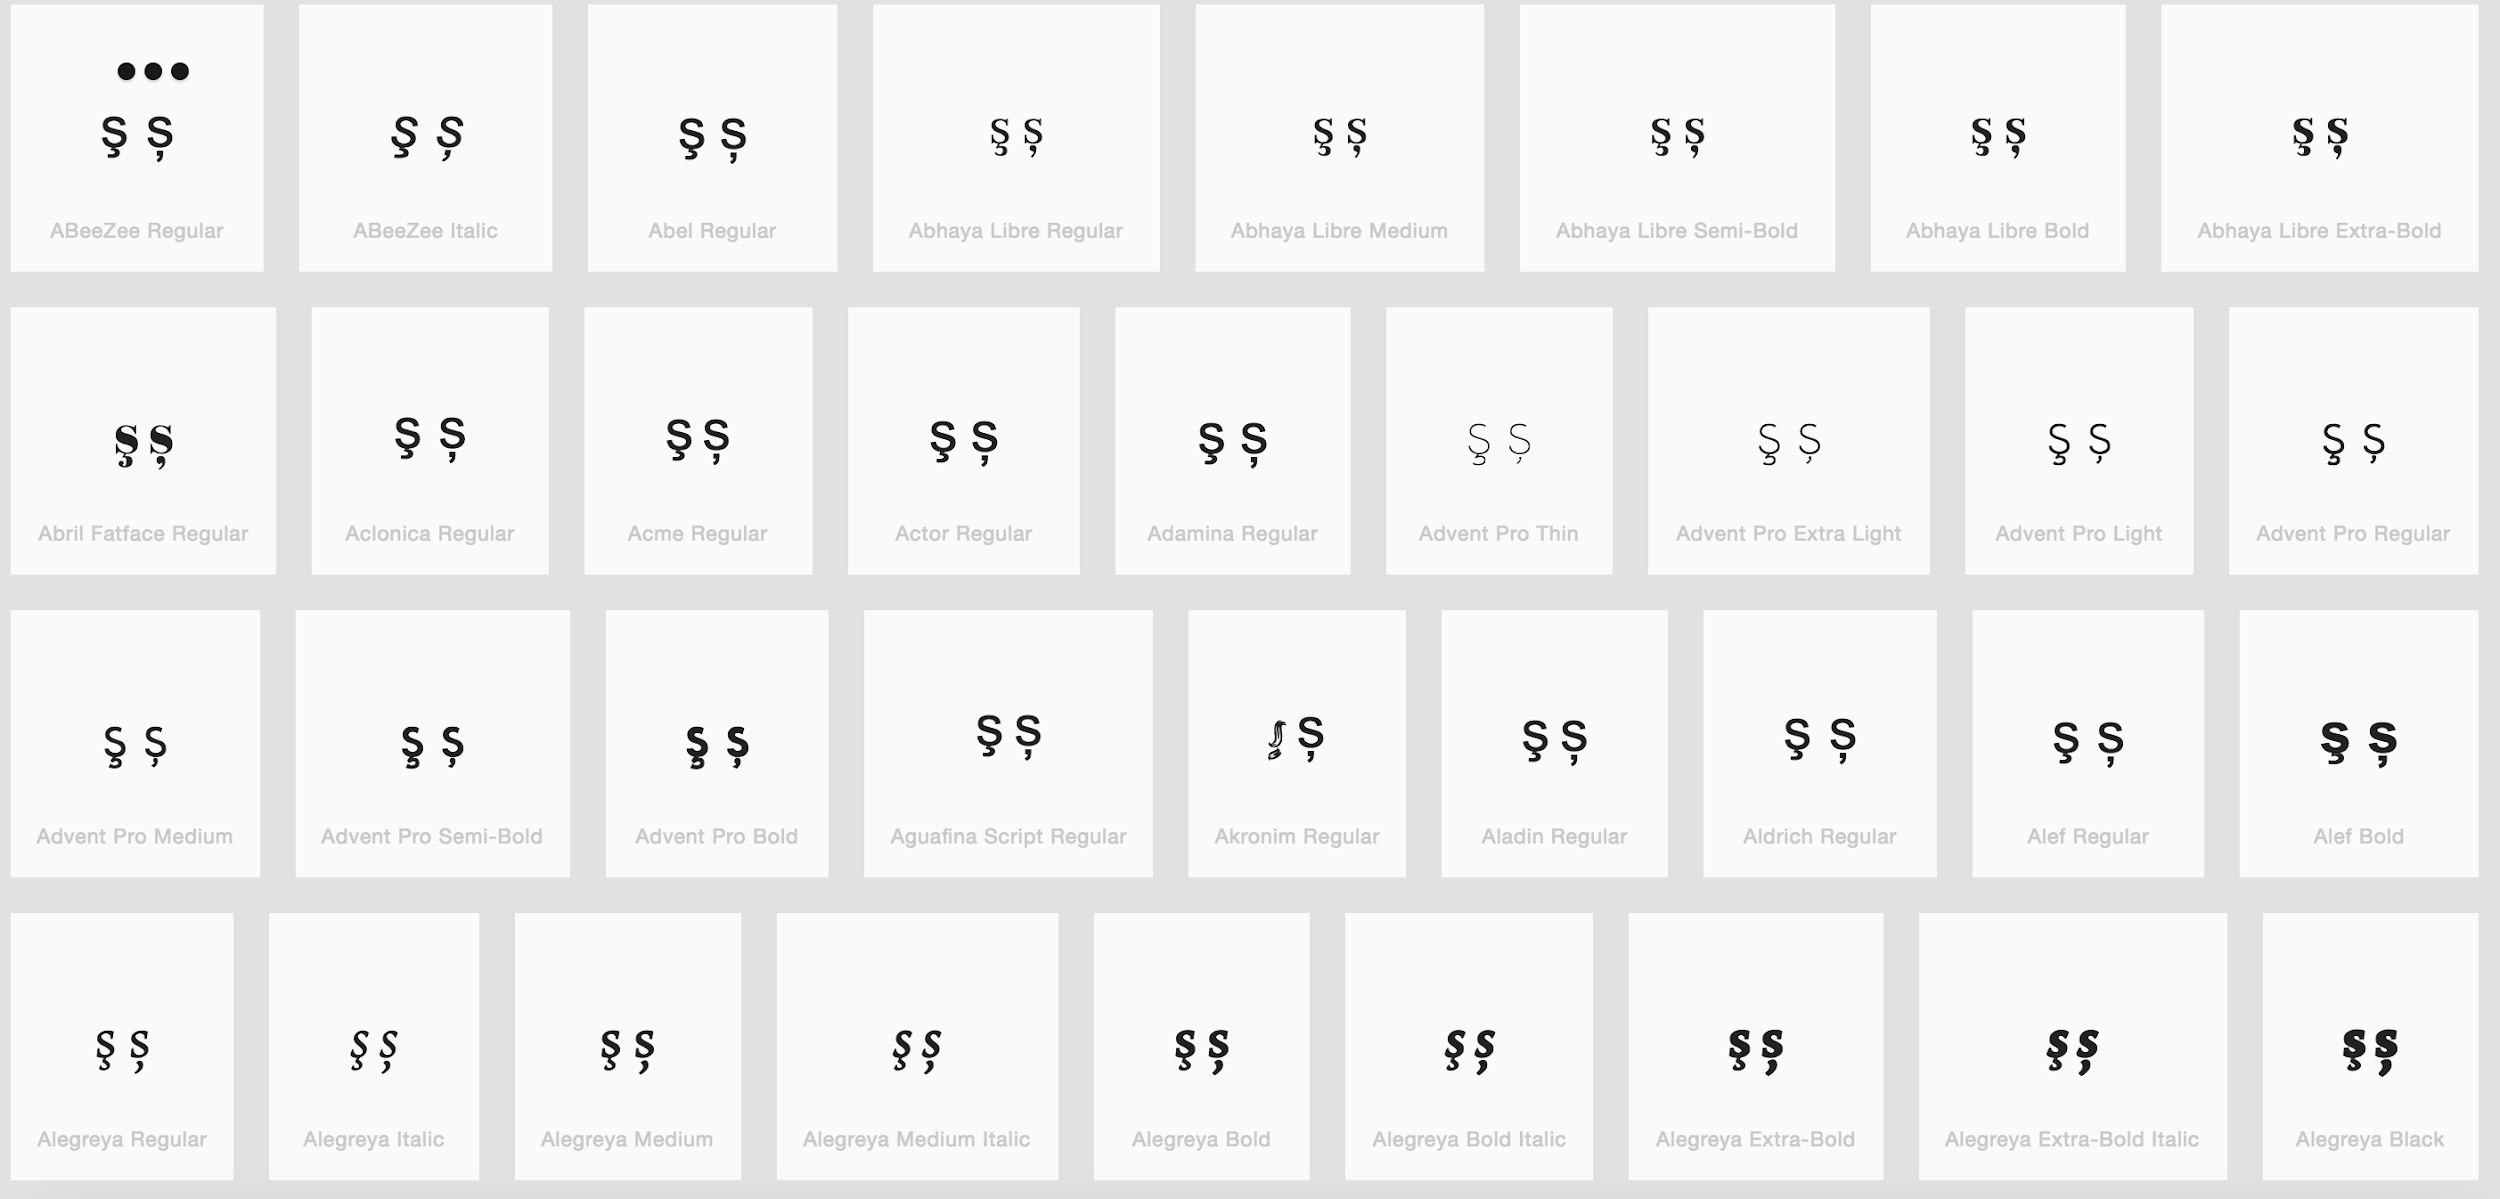 Ş Ș Ş Ș Ş Ș Ş Ș Ş Ș Ş Ș Ş Ș Ş Ș
ABeeZee Regular ABeeZee Italic Abel Regular Abhaya Libre Regular Abhaya Libre Medium Abhaya Libre Semi-Bold Abhaya Libre Bold Abhaya Libre Extra-Bold
Ş Ș Ş Ș Ş Ș Ş Ș Ş Ș Ş Ș Ş Ș Ş Ș Ş Ș
Abril Fatface Regular Aclonica Regular Acme Regular Actor Regular Adamina Regular Advent Pro Thin Advent Pro Extra Light Advent Pro Light Advent Pro Regular
Ş Ș Ş Ș Ş Ș Ş Ș Ş Ș Ş Ș Ş Ș Ş Ș Ş Ș
Advent Pro Medium Advent Pro Semi-Bold Advent Pro Bold Aguafina Script Regular Akronim Regular Aladin Regular Aldrich Regular Alef Regular Alef Bold
Ş Ș Ş Ș Ş Ș Ş Ș Ş Ș Ş Ș Ş Ș Ş Ș Ş Ș
Alegreya Regular Alegreya Italic Alegreya Medium Alegreya Medium Italic Alegreya Bold Alegreya Bold Italic Alegreya Extra-Bold Alegreya Extra-Bold Italic Alegreya Black